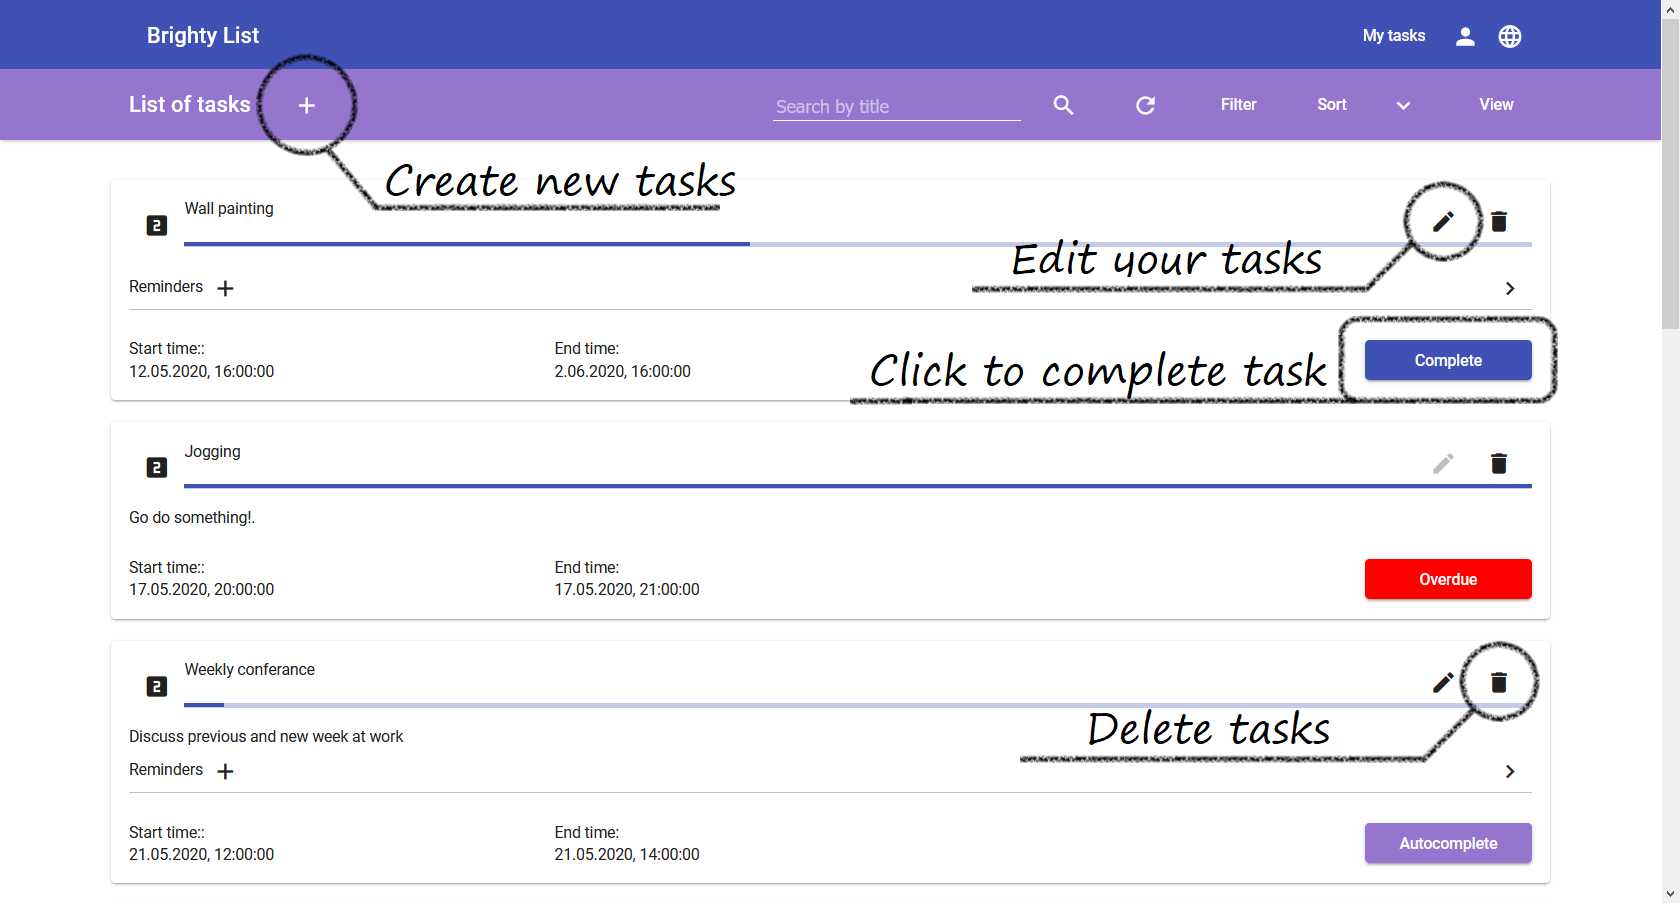 Brighty List
My tasks
List of tasks
Search by title
Filter
Sort
View
Create new tasks
2
Wall painting
Edit your tasks
Reminders
Start time::
End time:
12.05.2020, 16:00:00
2.06.2020, 16:00:00
Click to complete task
Complete
2
Jogging
Go do something!.
Start time::
End time:
17.05.2020, 20:00:00
17.05.2020, 21:00:00
Overdue
2
Weekly conferance
Delete tasks
Discuss previous and new week at work
Reminders
Start time::
End time:
21.05.2020, 12:00:00
21.05.2020, 14:00:00
Autocomplete